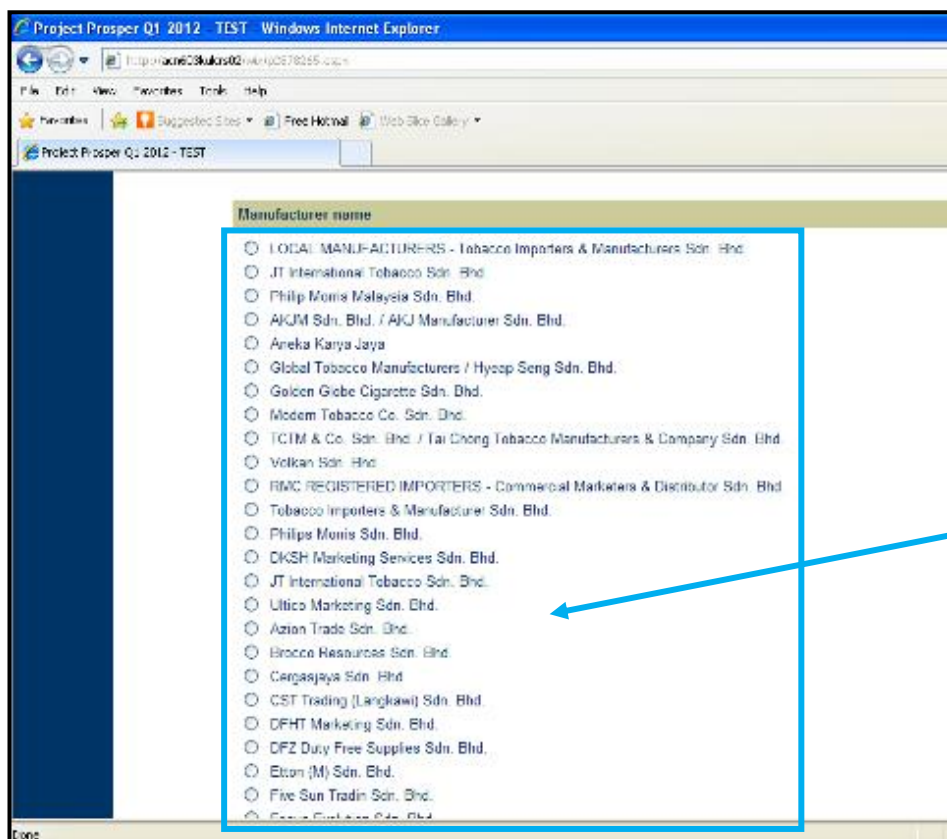 Project Prosper Q1 2012 - TEST Windows Internet Explorer
File Edit View Favorites Tools Help
Favorites Suggested Sites Free Hotmail Web Slice Gallery
Project Prosper Q1 2012 - TEST
Manufacturer name
LOCAL MANUFACTURERS - Tobacco Importers & Manufacturers Sdn. Bhd.
JT International Tobacco Sdn. Bhd.
Philip Morris Malaysia Sdn. Bhd.
AKJM Sdn. Bhd. / AKJ Manufacturer Sdn. Bhd.
Aneka Karya Jaya
Global Tobacco Manufacturers / Hyeap Seng Sdn. Bhd.
Golden Globe Cigarette Sdn. Bhd.
Modern Tobacco Co. Sdn. Bhd.
TCTM & Co. Sdn. Bhd. / Tai Chong Tobacco Manufacturers & Company Sdn. Bhd.
Volkan Sdn. Bhd.
RMC REGISTERED IMPORTERS - Commercial Marketers & Distributor Sdn. Bhd.
Tobacco Importers & Manufacturer Sdn. Bhd.
Philips Morris Sdn. Bhd.
DKSH Marketing Services Sdn. Bhd.
JT International Tobacco Sdn. Bhd.
Ultico Marketing Sdn. Bhd.
Azion Trade Sdn. Bhd.
Brocco Resources Sdn. Bhd.
Cergasjaya Sdn. Bhd.
CST Trading (Langkawi) Sdn. Bhd.
DFHT Marketing Sdn. Bhd.
DFZ Duty Free Supplies Sdn. Bhd.
Etton (M) Sdn. Bhd.
Five Sun Tradin Sdn. Bhd.
Done